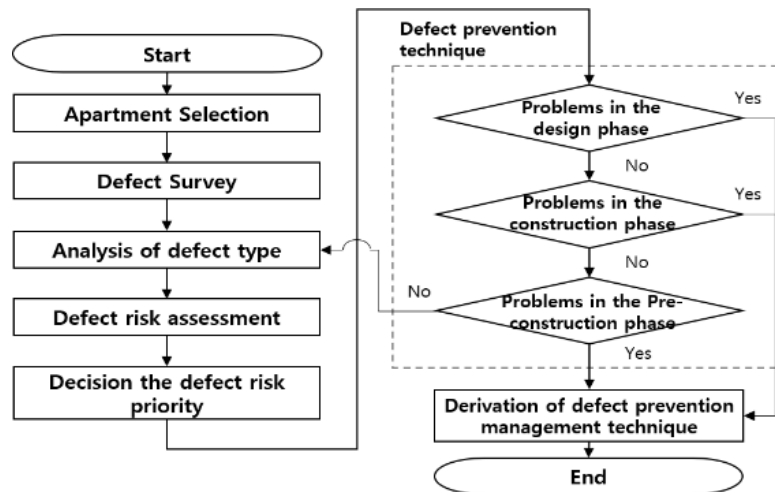 Start
Apartment Selection
Defect Survey
Analysis of defect type
Defect risk assessment
Decision the defect risk
priority
Defect prevention
technique
Problems in the
design phase
Yes
No
Problems in the
construction phase
Yes
No
Problems in the Pre-
construction phase
No
Yes
Derivation of defect prevention
management technique
End